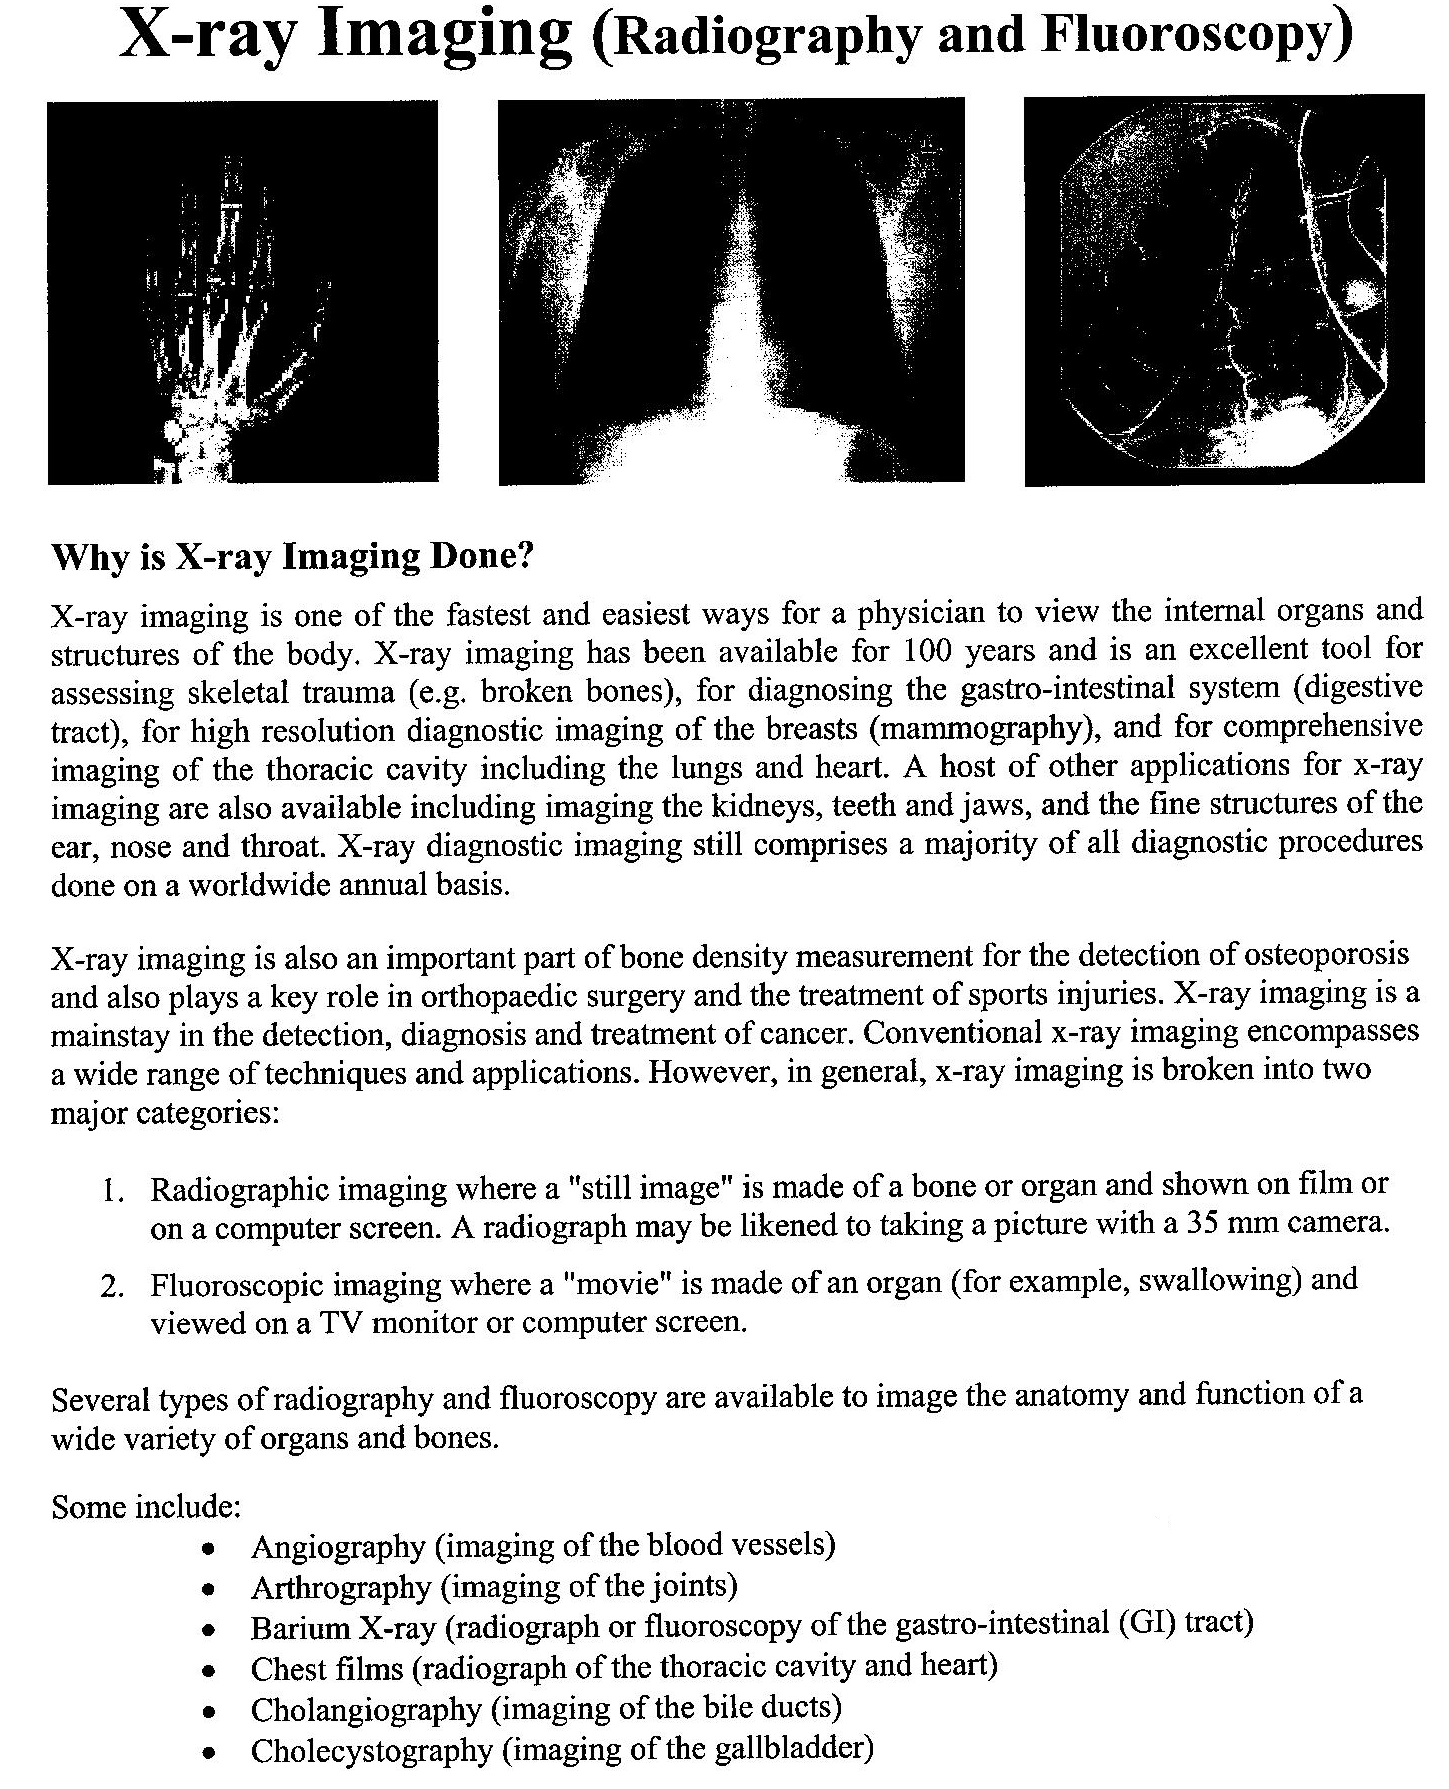 X-ray Imaging (Radiography and Fluoroscopy)
Why is X-ray Imaging Done?
X-ray imaging is one of the fastest and easiest ways for a physician to view the internal organs and
structures of the body. X-ray imaging has been available for 100 years and is an excellent tool for
assessing skeletal trauma (e.g. broken bones), for diagnosing the gastro-intestinal system (digestive
tract), for high resolution diagnostic imaging of the breasts (mammography), and for comprehensive
imaging of the thoracic cavity including the lungs and heart. A host of other applications for x-ray
imaging are also available including imaging the kidneys, teeth and jaws, and the fine structures of the
ear, nose and throat. X-ray diagnostic imaging still comprises a majority of all diagnostic procedures
done on a worldwide annual basis.
X-ray imaging is also an important part of bone density measurement for the detection of osteoporosis
and also plays a key role in orthopaedic surgery and the treatment of sports injuries. X-ray imaging is a
mainstay in the detection, diagnosis and treatment of cancer. Conventional x-ray imaging encompasses
a wide range of techniques and applications. However, in general, x-ray imaging is broken into two
major categories:
1. Radiographic imaging where a "still image" is made of a bone or organ and shown on film or
on a computer screen. A radiograph may be likened to taking a picture with a 35 mm camera.
2. Fluoroscopic imaging where a "movie" is made of an organ (for example, swallowing) and
viewed on a TV monitor or computer screen.
Several types of radiography and fluoroscopy are available to image the anatomy and function of a
wide variety of organs and bones.
Some include:
• Angiography (imaging of the blood vessels)
• Arthrography (imaging of the joints)
• Barium X-ray (radiograph or fluoroscopy of the gastro-intestinal (GI) tract)
• Chest films (radiograph of the thoracic cavity and heart)
• Cholangiography (imaging of the bile ducts)
• Cholecystography (imaging of the gallbladder)